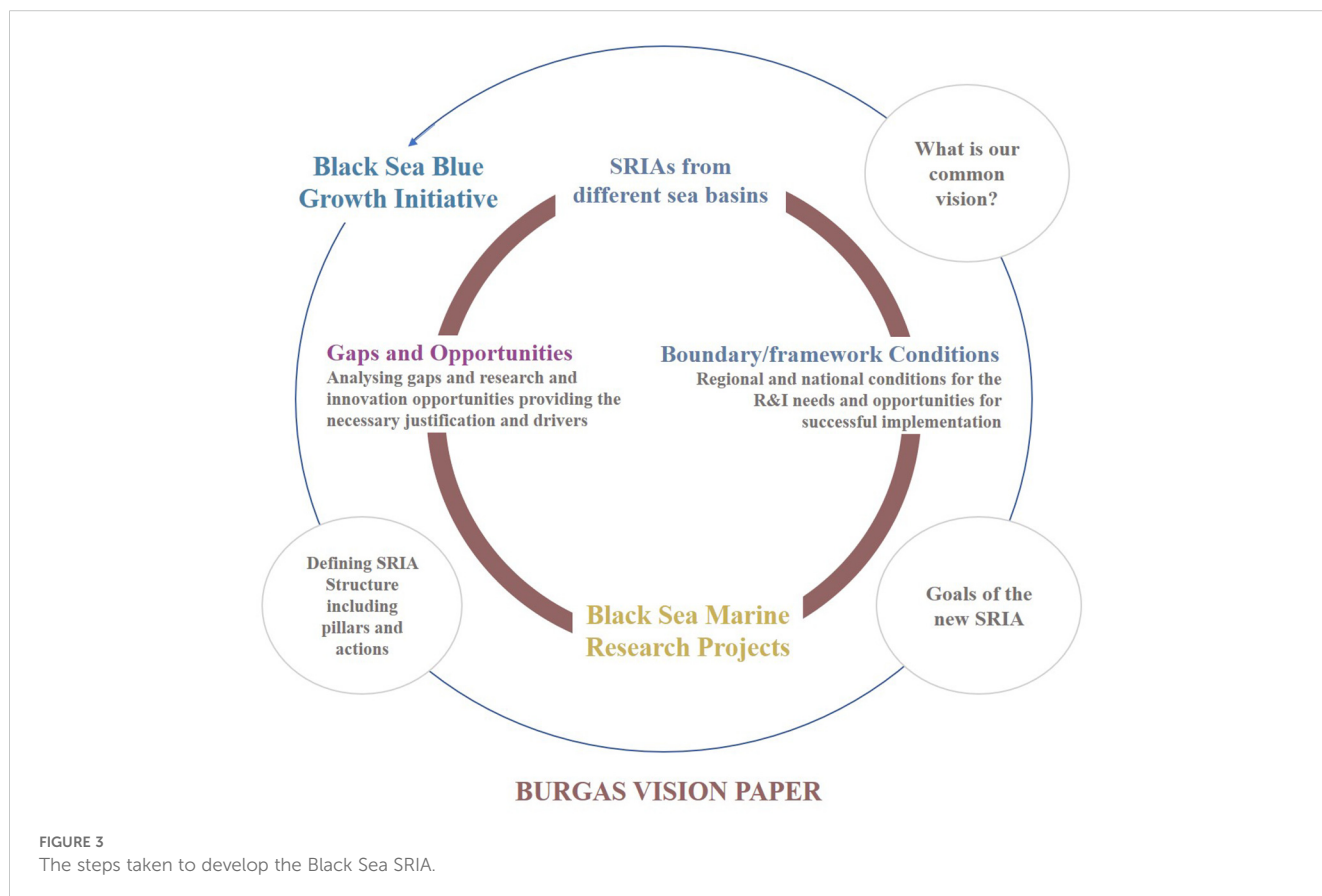 Black Sea Blue
Growth Initiative
SRIAs from
different sea basins
What is our
common
vision?
Gaps and Opportunities
Analysing gaps and research and
innovation opportunities providing the
necessary justification and drivers
Boundary/framework Conditions
Regional and national conditions for the
R&I needs and opportunities for
successful implementation
Defining SRIA
Structure
including
pillars and
actions
Black Sea Marine
Research Projects
Goals of the
new SRIA
BURGAS VISION PAPER
FIGURE 3
The steps taken to develop the Black Sea SRIA.